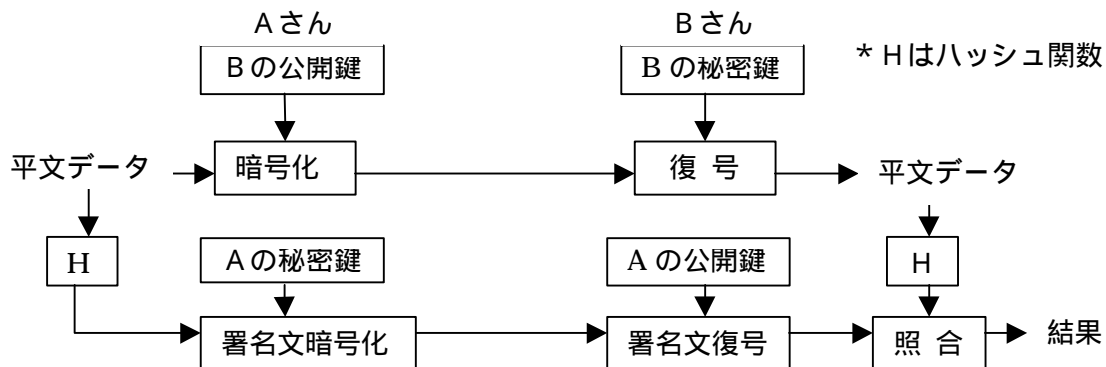 Aさん Bさん
Bの公開鍵 Bの秘密鍵 *Hはハッシュ関数
平文データ 暗号化 復 号 平文データ
H Aの秘密鍵 Aの公開鍵 H
署名文暗号化 署名文復号 照 合 結果